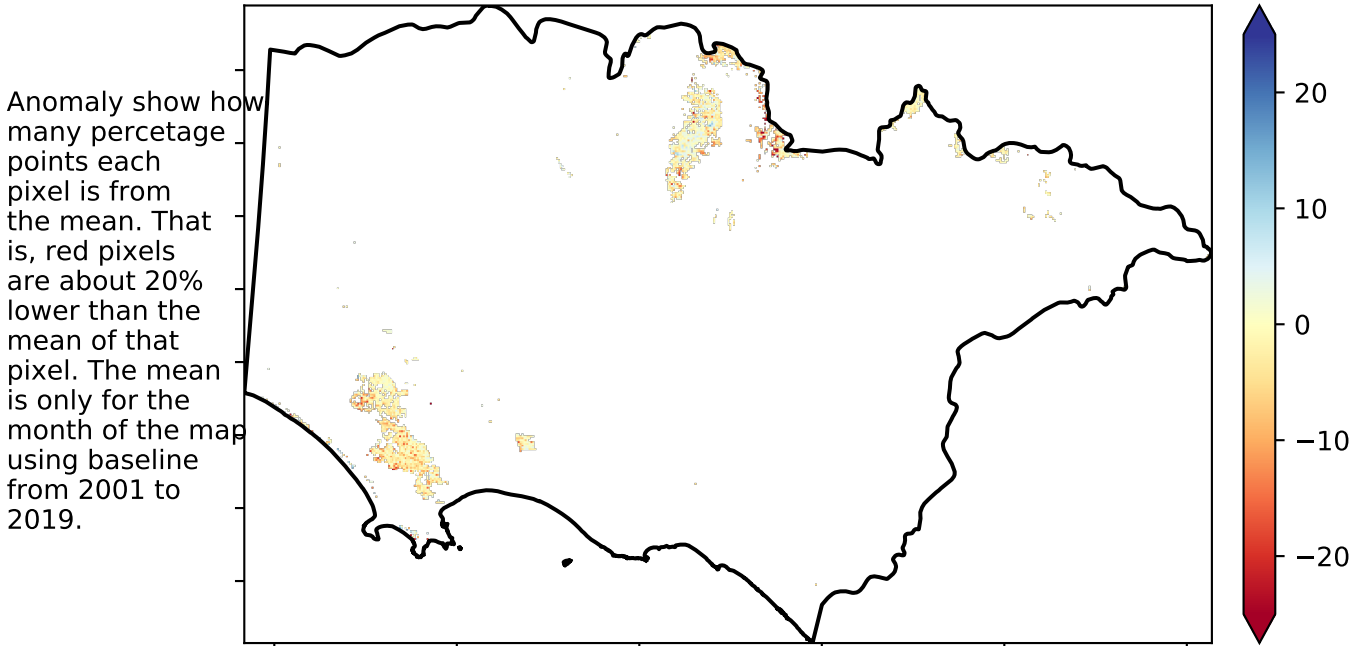 Anomaly show how
many percetage
points each
pixel is from
the mean. That
is, red pixels
are about 20%
lower than the
mean of that
pixel. The mean
is only for the
month of the map
using baseline
from 2001 to
2019.
20
10
0
−10
−20